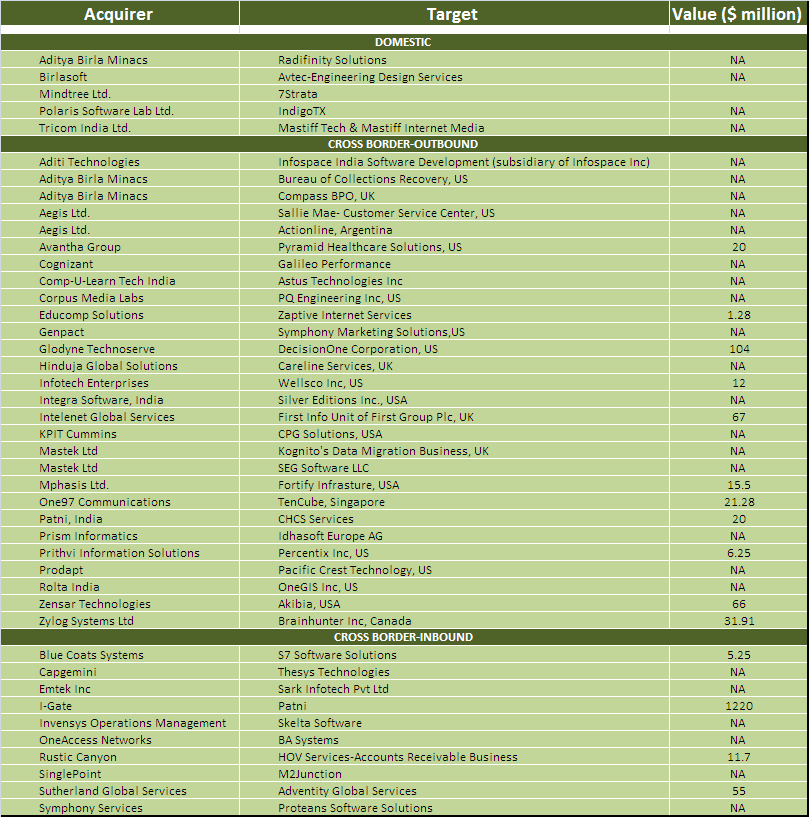 Acquirer Target Value ($ million)
DOMESTIC
Aditya Birla Minacs Radifinity Solutions NA
Birlasoft Avtec-Engineering Design Services NA
Mindtree Ltd. 7Strata
Polaris Software Lab Ltd. IndigoTX NA
Tricom India Ltd. Mastiff Tech & Mastiff Internet Media NA
CROSS BORDER-OUTBOUND
Aditi Technologies Infospace India Software Development (subsidiary of Infospace Inc) NA
Aditya Birla Minacs Bureau of Collections Recovery, US NA
Aditya Birla Minacs Compass BPO, UK NA
Aegis Ltd. Sallie Mae- Customer Service Center, US NA
Aegis Ltd. Actionline, Argentina NA
Avantha Group Pyramid Healthcare Solutions, US 20
Cognizant Galileo Performance NA
Comp-U-Learn Tech India Astus Technologies Inc NA
Corpus Media Labs PQ Engineering Inc, US NA
Educomp Solutions Zaptive Internet Services 1.28
Genpact Symphony Marketing Solutions,US NA
Glodyne Technoserve DecisionOne Corporation, US 104
Hinduja Global Solutions Careline Services, UK NA
Infotech Enterprises Wellsco Inc, US 12
Integra Software, India Silver Editions Inc., USA NA
Intelenet Global Services First Info Unit of First Group Plc, UK 67
KPIT Cummins CPG Solutions, USA NA
Mastek Ltd Kognito's Data Migration Business, UK NA
Mastek Ltd SEG Software LLC NA
Mphasis Ltd. Fortify Infrasture, USA 15.5
One97 Communications TenCube, Singapore 21.28
Patni, India CHCS Services 20
Prism Informatics Idhasoft Europe AG NA
Prithvi Information Solutions Percentix Inc, US 6.25
Prodapt Pacific Crest Technology, US NA
Rolta India OneGIS Inc, US NA
Zensar Technologies Akibia, USA 66
Zylog Systems Ltd Brainhunter Inc, Canada 31.91
CROSS BORDER-INBOUND
Blue Coats Systems S7 Software Solutions 5.25
Capgemini Thesys Technologies NA
Emtek Inc Sark Infotech Pvt Ltd NA
I-Gate Patni 1220
Invensys Operations Management Skelta Software NA
OneAccess Networks BA Systems NA
Rustic Canyon HOV Services-Accounts Receivable Business 11.7
SinglePoint M2Junction NA
Sutherland Global Services Adventity Global Services 55
Symphony Services Proteans Software Solutions NA